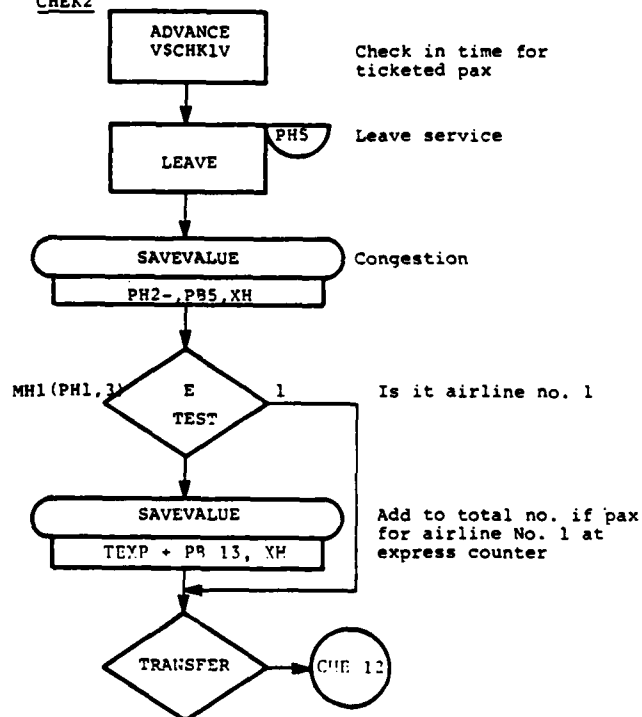 CHEK2
ADVANCE
V$CHK1V
Check in time for
ticketed pax
PH5
Leave service
LEAVE
SAVEVALUE
Congestion
PH2-,PB5,XH
MH1(PH1,3)
E
1
TEST
Is it airline no. 1
SAVEVALUE
Add to total no. if pax
for airline No. 1 at
express counter
+ PB 13, XH
TRANSFER
12